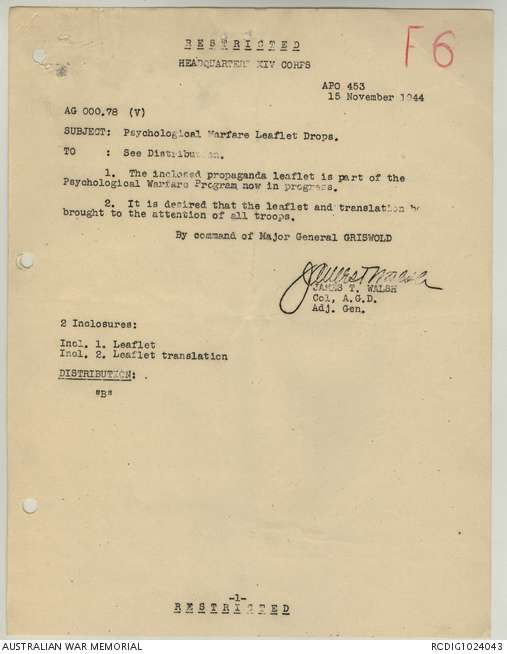 RESTRICTED
F6
HEADQUARTERS XIV CORPS
APO 453
15 November 1944
AG 000.78 (V)
SUBJECT: Psychological Warfare Leaflet Drops.
TO : See Distribution.
1. The inclosed propaganda leaflet is part of the
Psychological Warfare Program now in progress.
2. It is desired that the leaflet and translation be
brought to the attention of all troops.
By command of Major General GRISWOLD
James T Walsh
JAMES T. WALSH
Col, A.G.D.
Adj. Gen.
2 Inclosures:
Incl. 1. Leaflet
Incl. 2. Leaflet translation
DISTRIBUTION:
"B"
-1-
RESTRICTED
AUSTRALIAN WAR MEMORIAL
RCDIG1024043